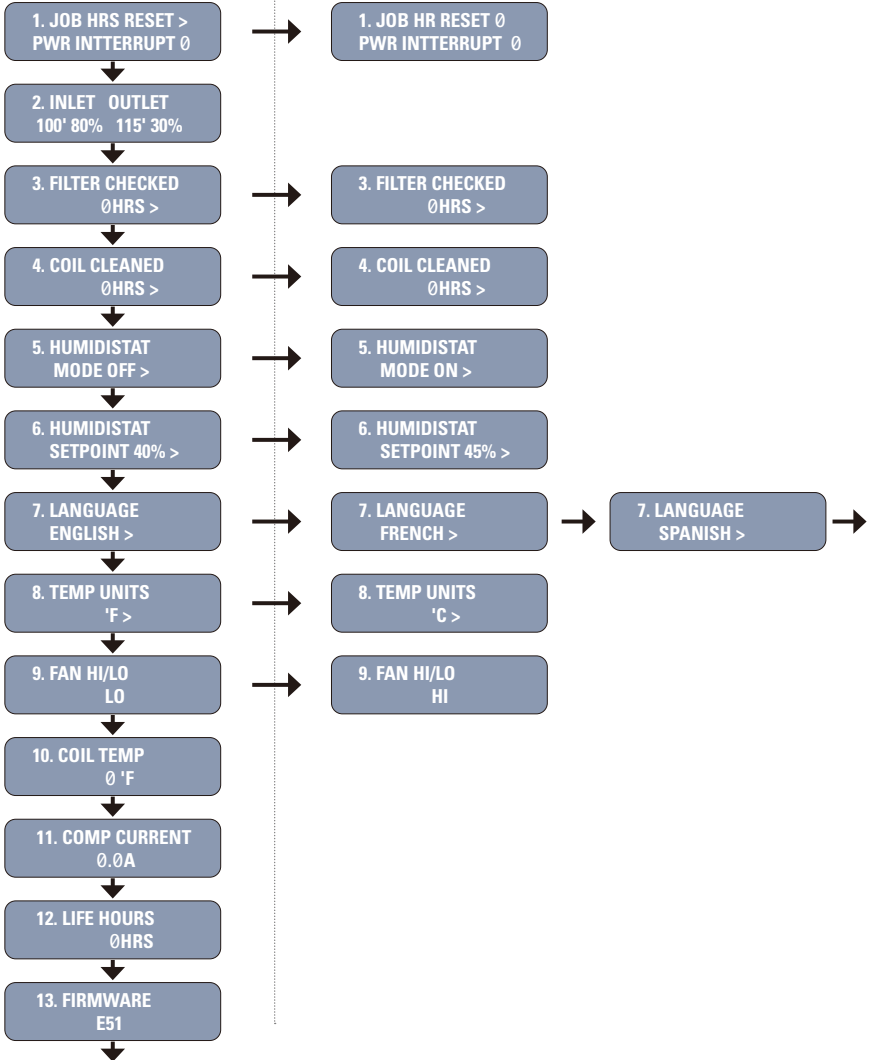 1. JOB HRS RESET >
PWR INTTERRUPT 0
1. JOB HR RESET 0
PWR INTTERRUPT 0
2. INLET OUTLET
100' 80% 115' 30%
3. FILTER CHECKED
0HRS >
3. FILTER CHECKED
0HRS >
4. COIL CLEANED
0HRS >
4. COIL CLEANED
0HRS >
5. HUMIDISTAT
MODE OFF >
5. HUMIDISTAT
MODE ON >
6. HUMIDISTAT
SETPOINT 40% >
6. HUMIDISTAT
SETPOINT 45% >
7. LANGUAGE
ENGLISH >
7. LANGUAGE
FRENCH >
7. LANGUAGE
SPANISH >
8. TEMP UNITS
'F >
8. TEMP UNITS
'C >
9. FAN HI/LO
LO
9. FAN HI/LO
HI
10. COIL TEMP
0 'F
11. COMP CURRENT
0.0A
12. LIFE HOURS
0HRS
13. FIRMWARE
E51